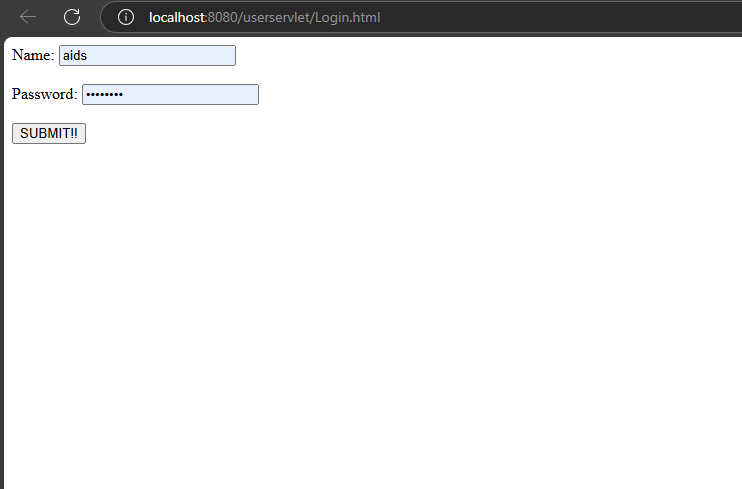 localhost:8080/userservlet/Login.html
Name: aids
Password: ••••••••
SUBMIT!!